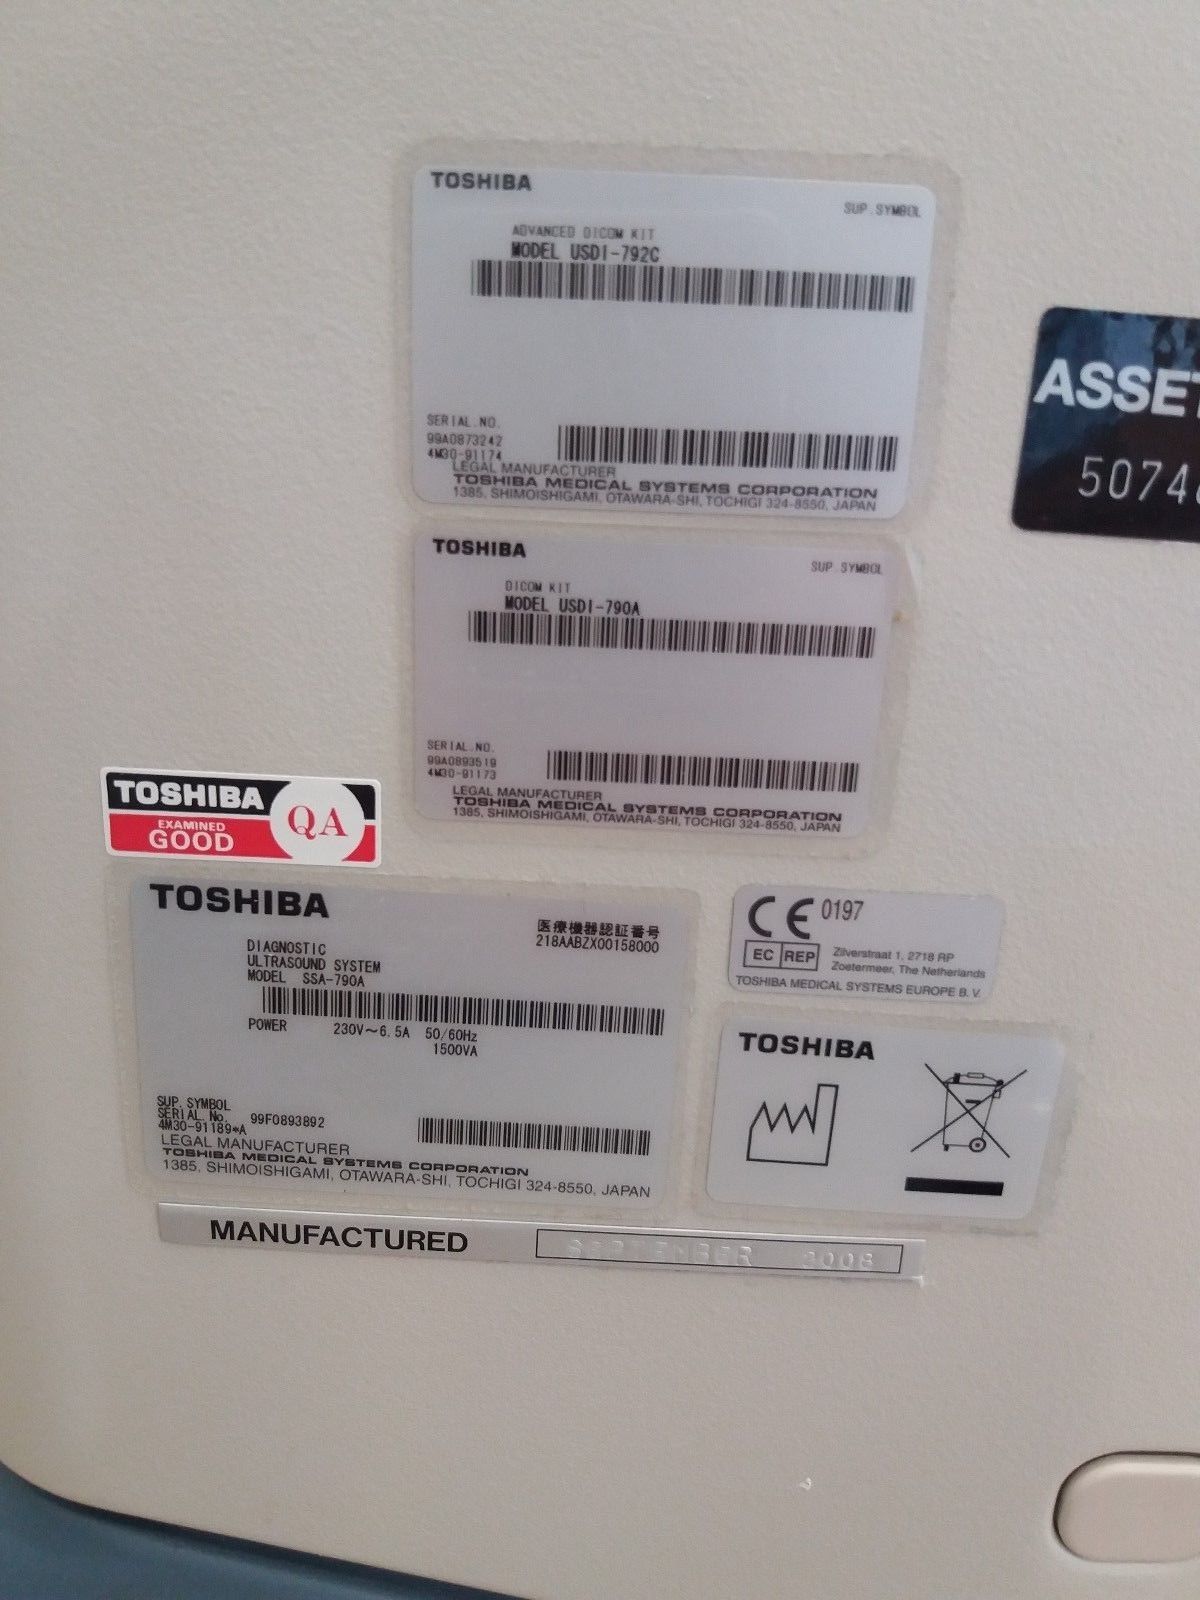 TOSHIBA
SUP.SYMBOL
ADVANCED DICOM KIT
MODEL USDI-792C
SERIAL.NO.
99A0873242
4M30-91174
LEGAL MANUFACTURER
TOSHIBA MEDICAL SYSTEMS CORPORATION
1385, SHIMOISHIGAMI, OTAWARA-SHI, TOCHIGI 324-8550, JAPAN
ASSET
5074
TOSHIBA
SUP.SYMBOL
DICOM KIT
MODEL USDI-790A
SERIAL.NO.
99A0893519
4M30-91173
LEGAL MANUFACTURER
TOSHIBA MEDICAL SYSTEMS CORPORATION
1385, SHIMOISHIGAMI, OTAWARA-SHI, TOCHIGI 324-8550, JAPAN
TOSHIBA
EXAMINED
GOOD
QA
TOSHIBA
医療機器認証番号
218AABZX00158000
DIAGNOSTIC
ULTRASOUND SYSTEM
MODEL SSA-790A
POWER 230V~6.5A 50/60Hz
1500VA
SUP.SYMBOL
SERIAL.No. 99F0893892
4M30-91189*A
LEGAL MANUFACTURER
TOSHIBA MEDICAL SYSTEMS CORPORATION
1385, SHIMOISHIGAMI, OTAWARA-SHI, TOCHIGI 324-8550, JAPAN
CE 0197
EC REP
Zilverstraat 1, 2718 RP
Zoetermeer, The Netherlands
TOSHIBA MEDICAL SYSTEMS EUROPE B.V.
TOSHIBA
MANUFACTURED SEPTEMBER 2008